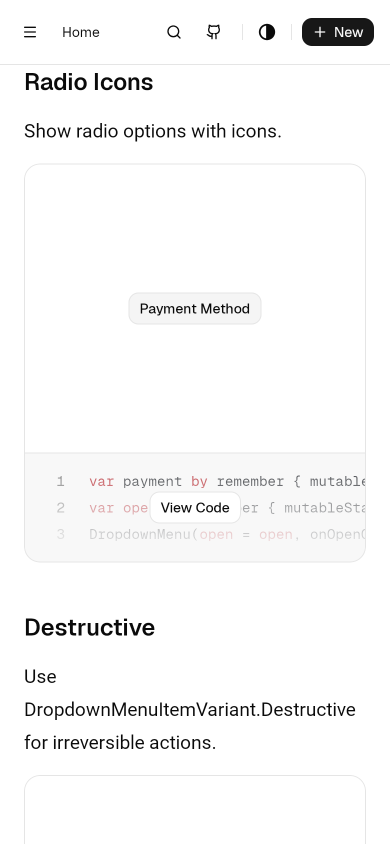 Home
New
Radio Icons
Show radio options with icons.
Payment Method
1 var payment by remember { mutable
2 var ope er { mutableSta
View Code
3 DropdownMenu(open = open, onOpenC
Destructive
Use
DropdownMenuItemVariant.Destructive
for irreversible actions.